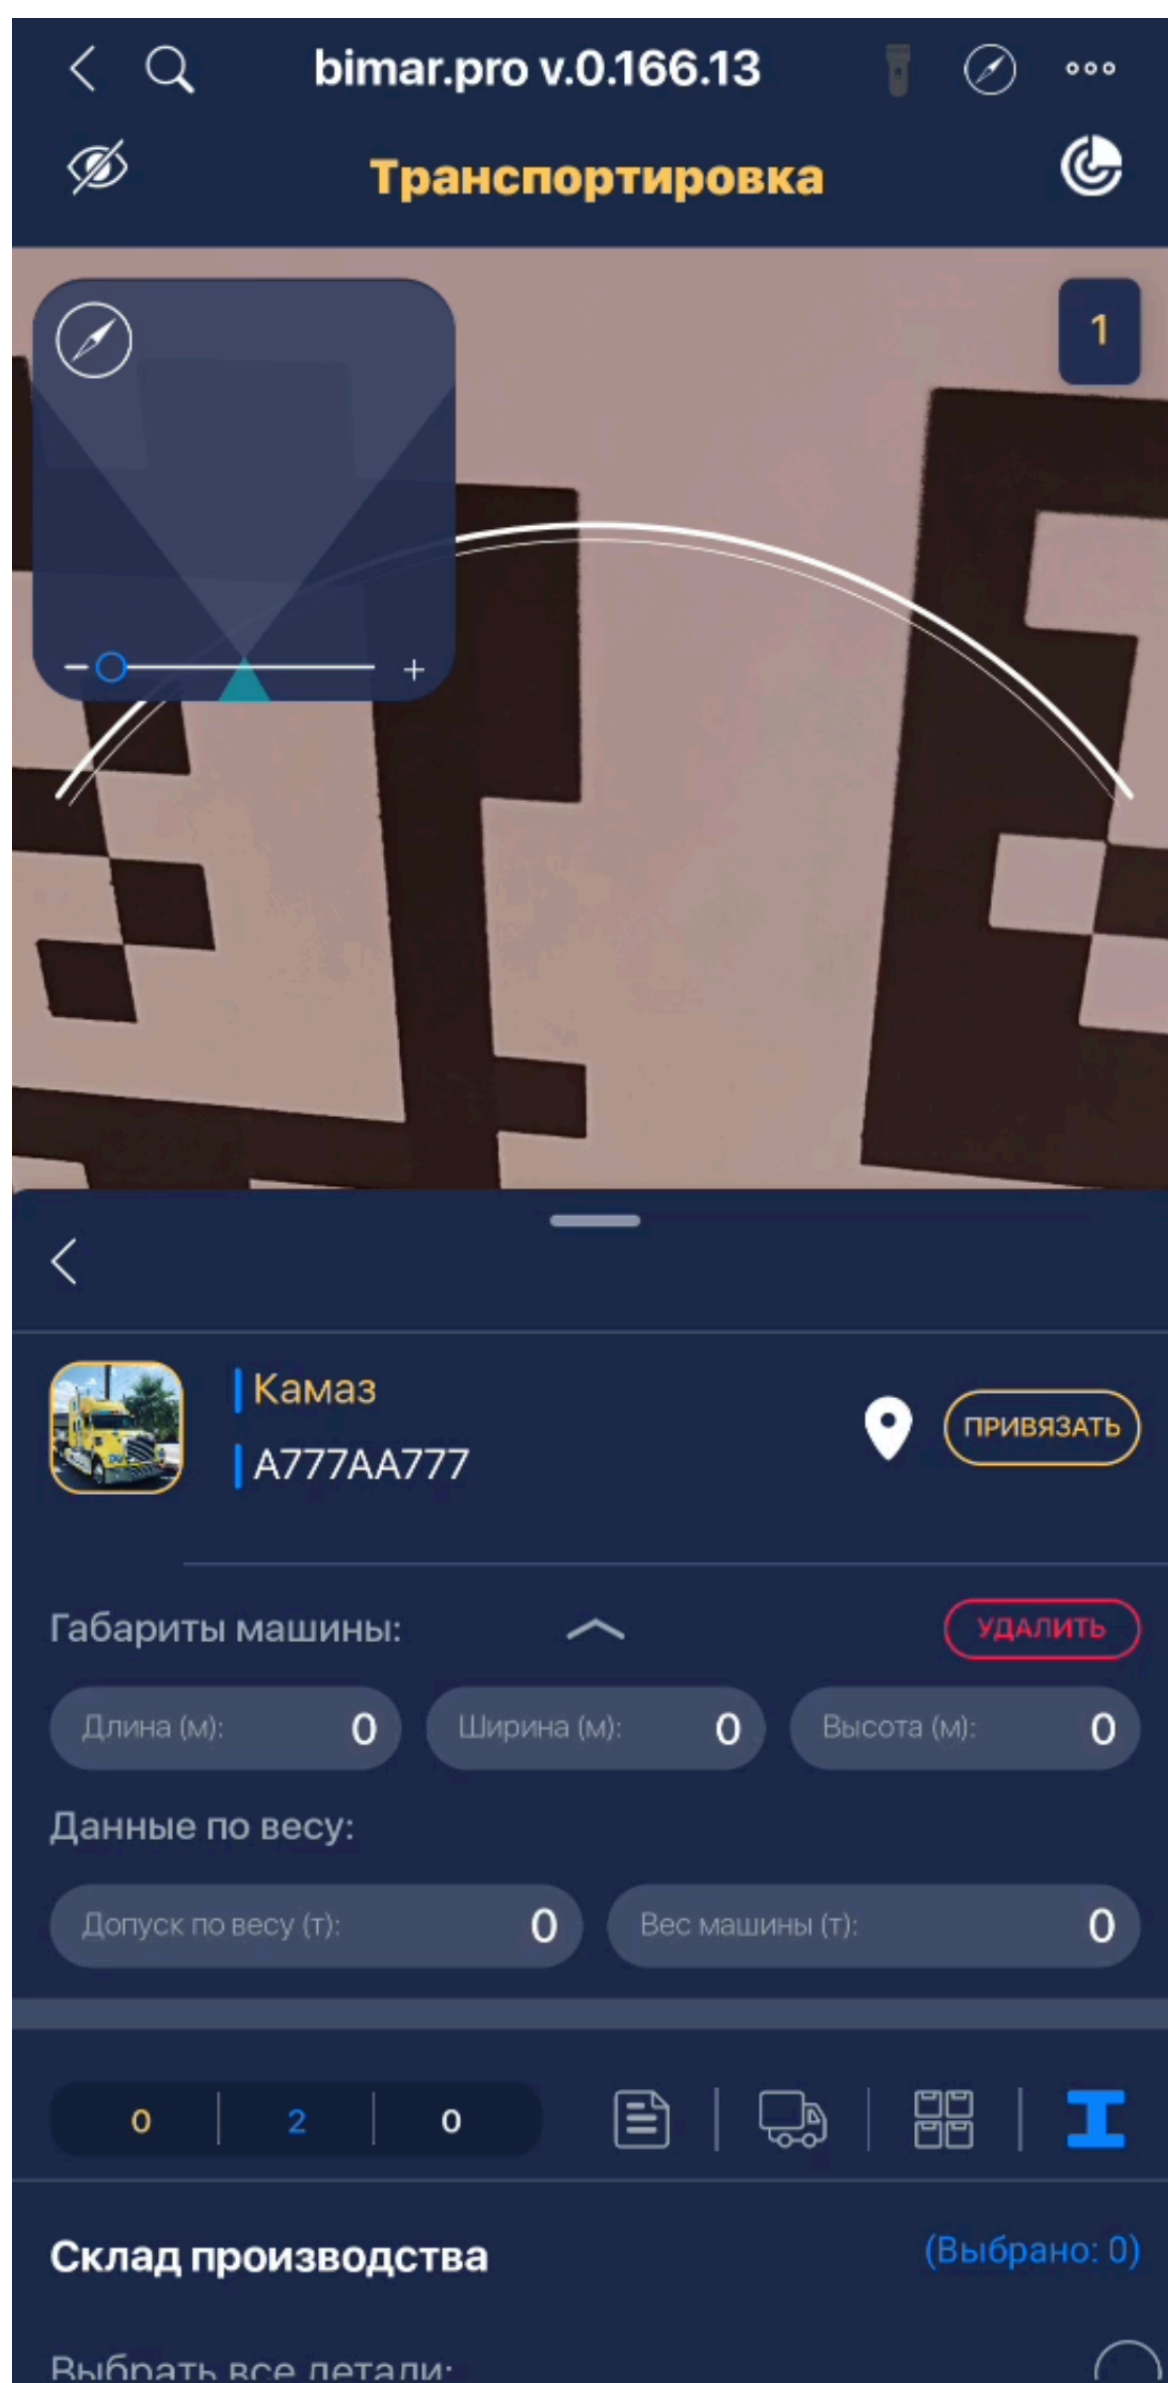 bimar.pro v.0.166.13
Транспортировка
1
Камаз
А777АА777
ПРИВЯЗАТЬ
Габариты машины:
УДАЛИТЬ
Длина (м): 0
Ширина (м): 0
Высота (м): 0
Данные по весу:
Допуск по весу (т): 0
Вес машины (т): 0
0 2 0
Склад производства
(Выбрано: 0)
Выбрать все детали: